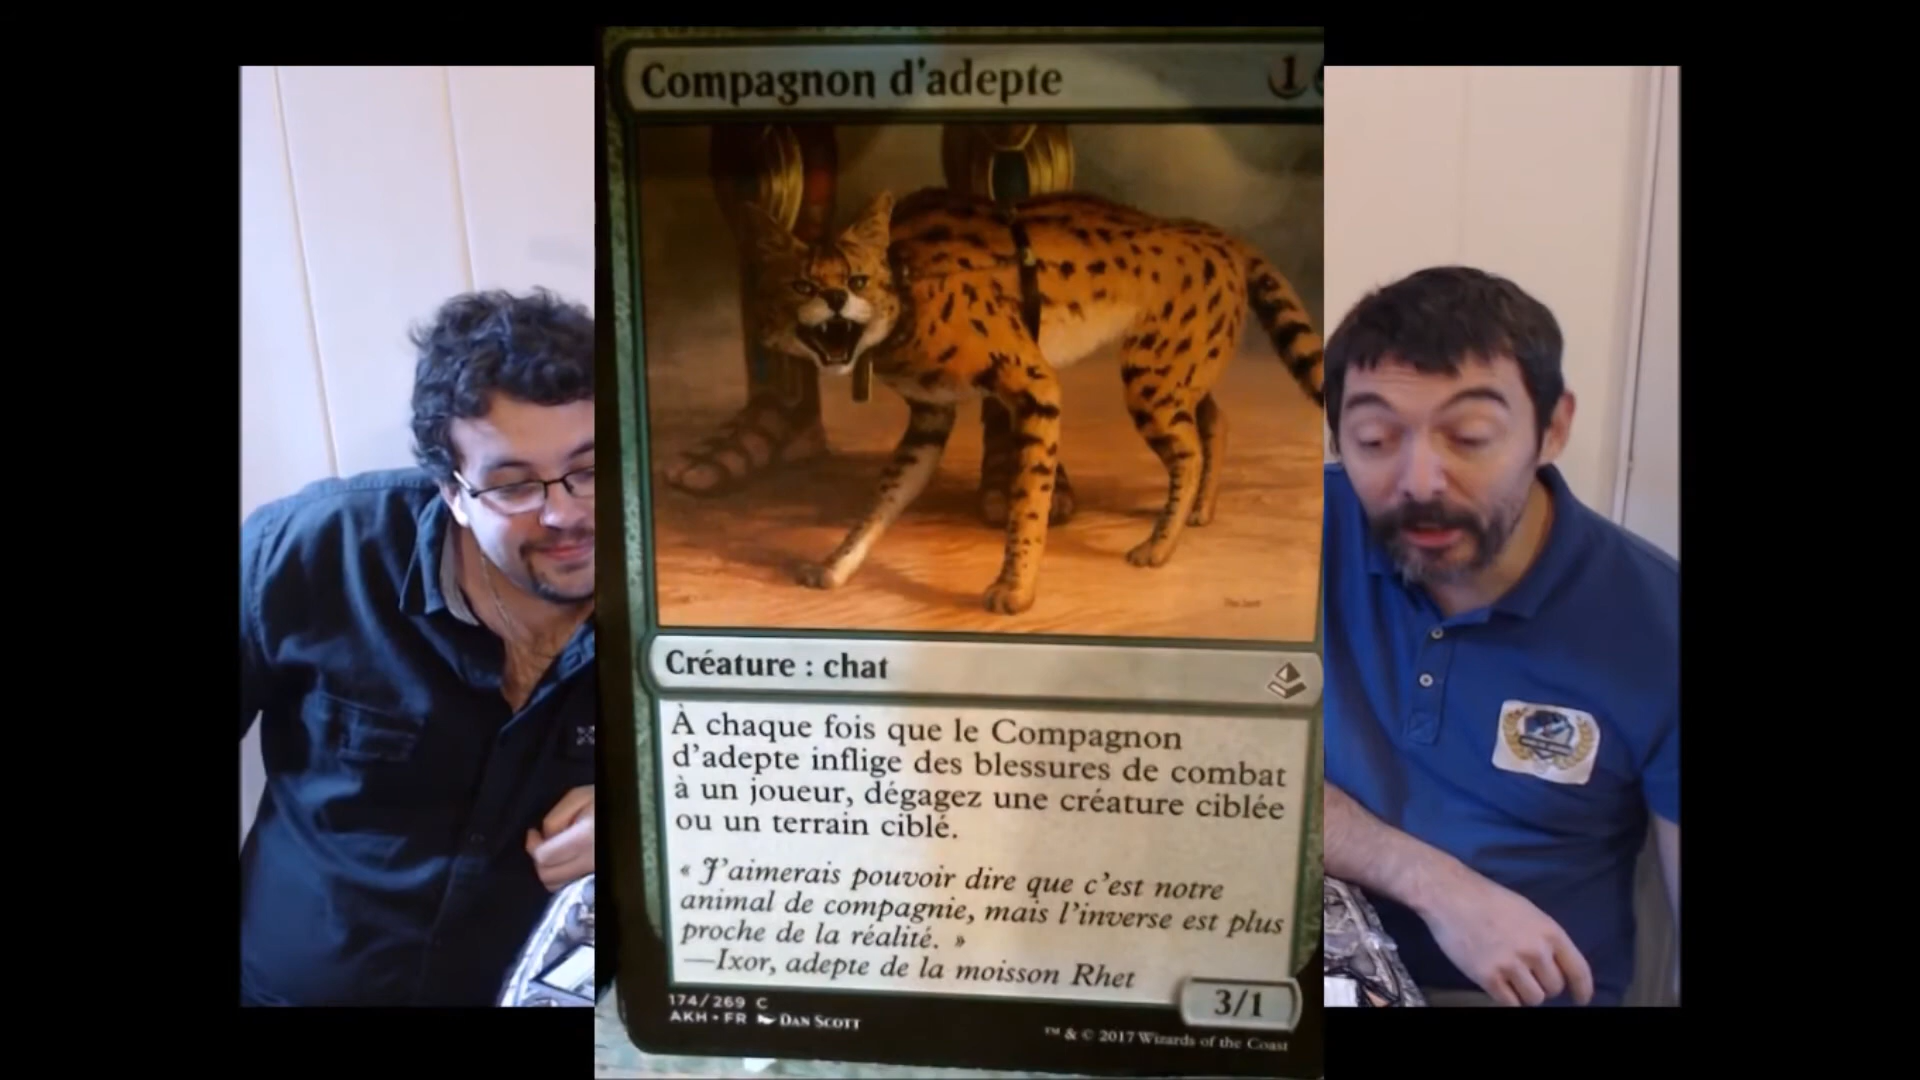 Compagnon d'adepte 1
Créature : chat
À chaque fois que le Compagnon
d'adepte inflige des blessures de combat
à un joueur, dégagez une créature ciblée
ou un terrain ciblé.
« J'aimerais pouvoir dire que c'est notre
animal de compagnie, mais l'inverse est plus
proche de la réalité. »
—Ixor, adepte de la moisson Rhet
3/1
174/269 C
AKH • FR DAN SCOTT
™ & © 2017 Wizards of the Coast